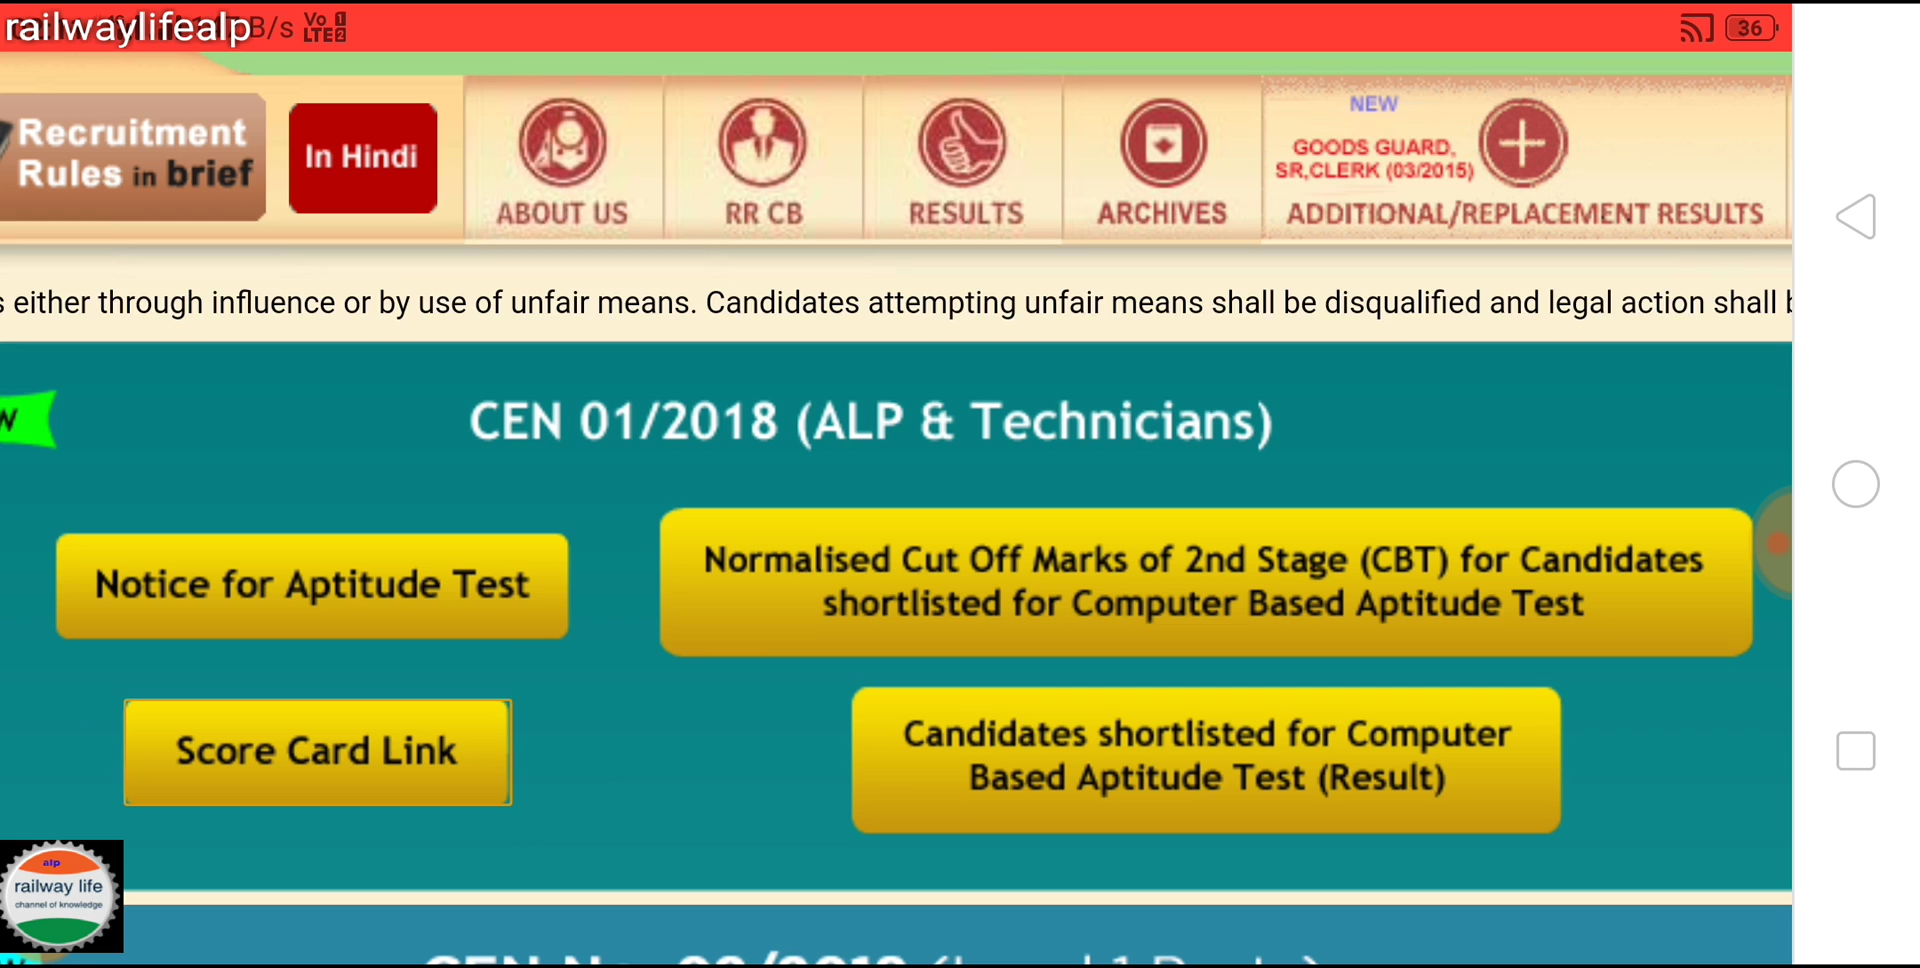 railwaylifealp
B/s Vo 1
LTE 2
36
Recruitment
Rules in brief
In Hindi
ABOUT US
RR CB
RESULTS
ARCHIVES
NEW
GOODS GUARD,
SR,CLERK (03/2015)
ADDITIONAL/REPLACEMENT RESULTS
either through influence or by use of unfair means. Candidates attempting unfair means shall be disqualified and legal action shall
CEN 01/2018 (ALP & Technicians)
Notice for Aptitude Test
Normalised Cut Off Marks of 2nd Stage (CBT) for Candidates
shortlisted for Computer Based Aptitude Test
Score Card Link
Candidates shortlisted for Computer
Based Aptitude Test (Result)
alp
railway life
channel of knowledge